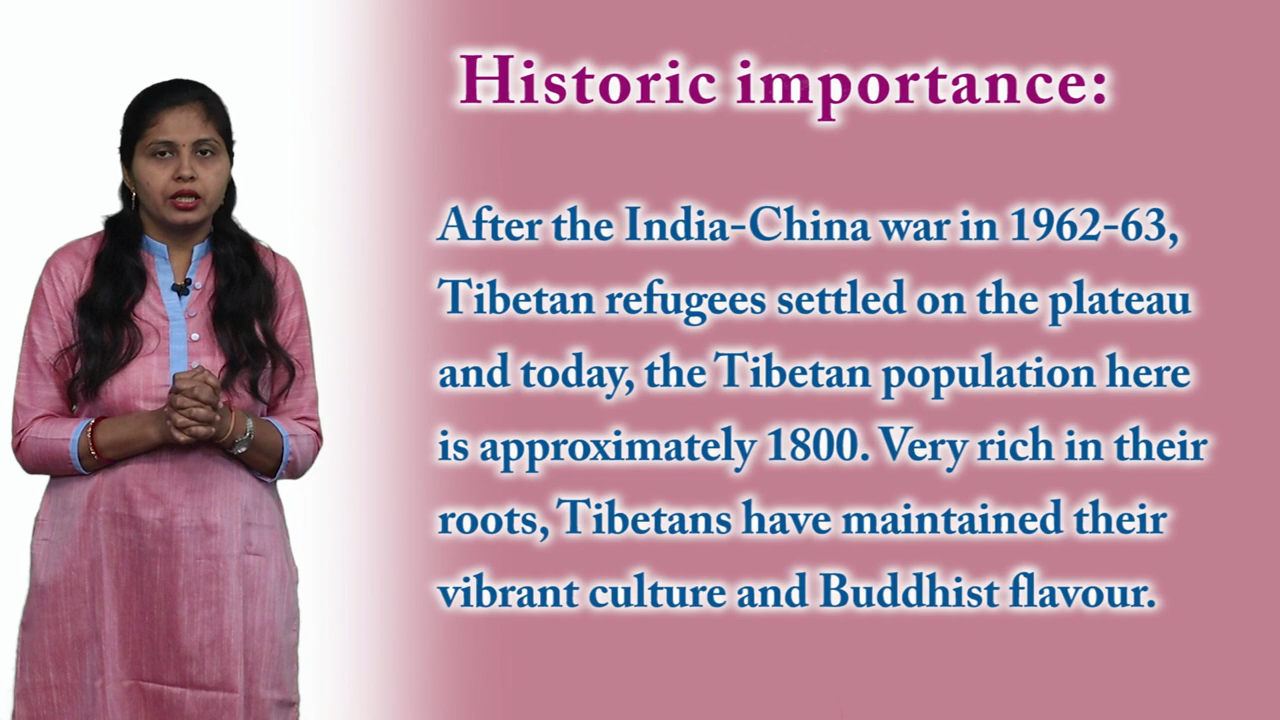 Historic importance:
After the India-China war in 1962-63,
Tibetan refugees settled on the plateau
and today, the Tibetan population here
is approximately 1800. Very rich in their
roots, Tibetans have maintained their
vibrant culture and Buddhist flavour.